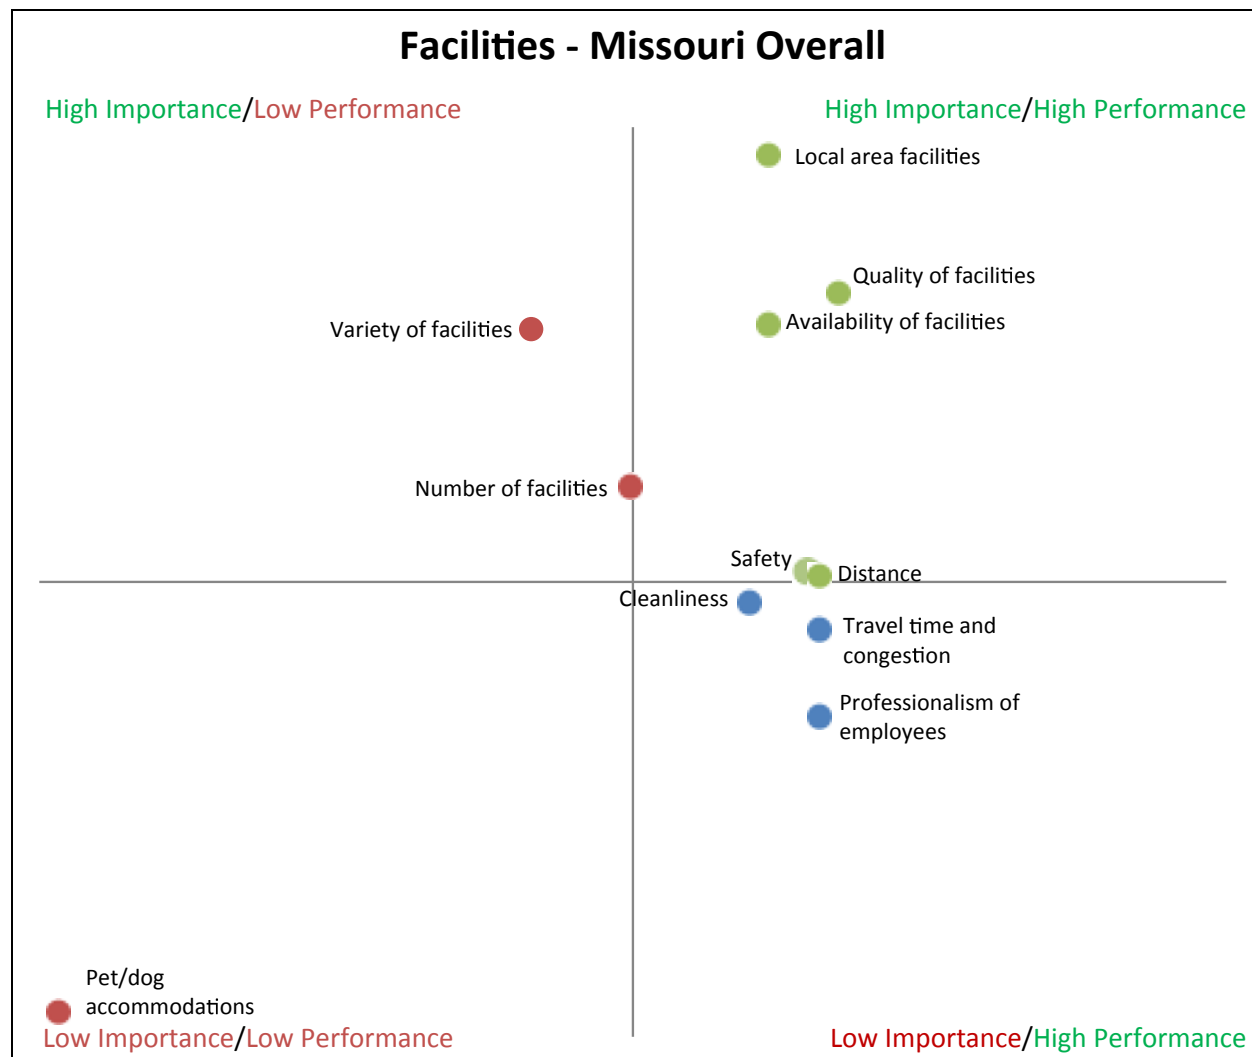 Facilities - Missouri Overall
High Importance/Low Performance
High Importance/High Performance
Local area facilities
Quality of facilities
Availability of facilities
Variety of facilities
Number of facilities
Safety
Distance
Cleanliness
Travel time and
congestion
Professionalism of
employees
Pet/dog
accommodations
Low Importance/Low Performance
Low Importance/High Performance